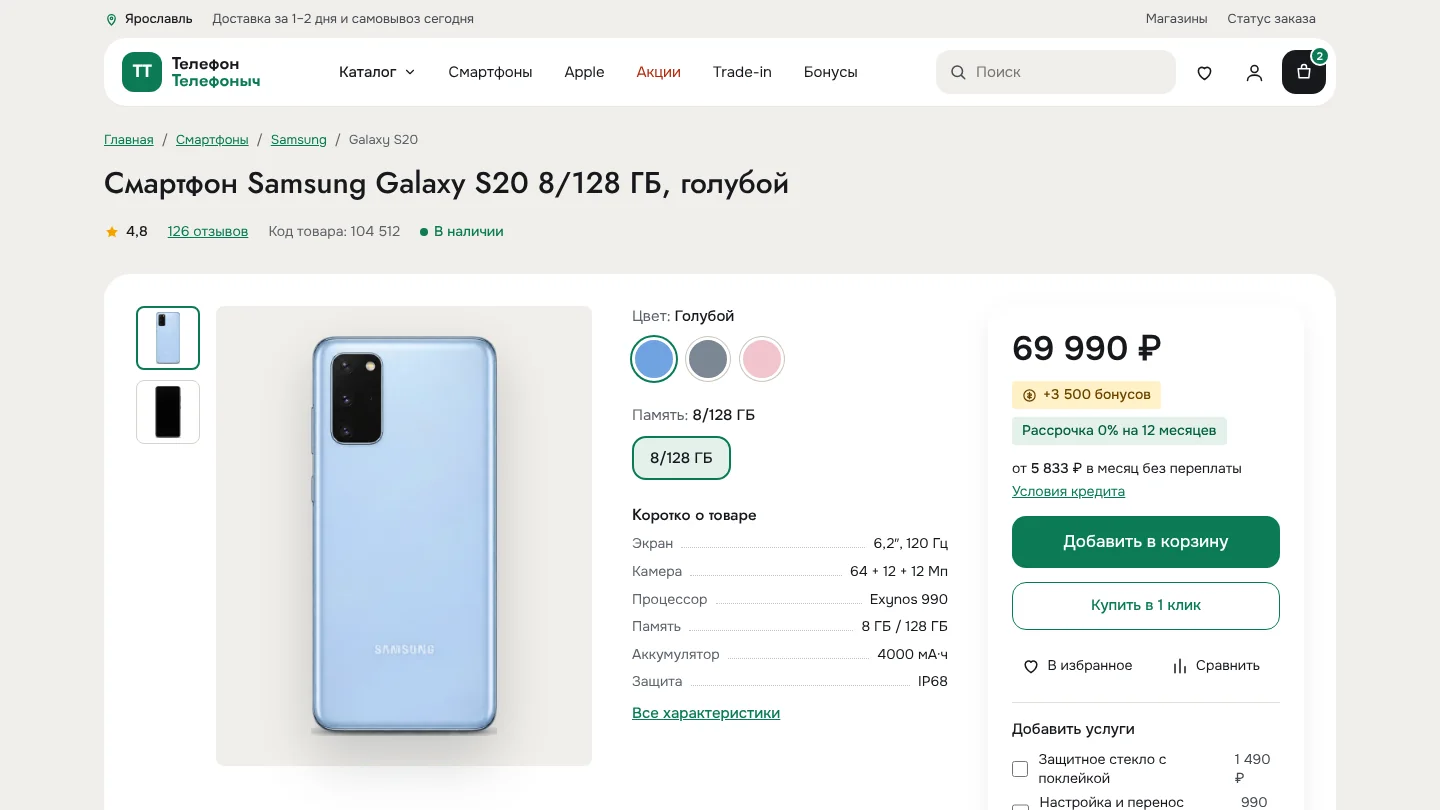 Ярославль Доставка за 1–2 дня и самовывоз сегодня Магазины Статус заказа
ТТ Телефон Телефоныч Каталог Смартфоны Apple Акции Trade-in Бонусы Поиск 2
Главная / Смартфоны / Samsung / Galaxy S20
Смартфон Samsung Galaxy S20 8/128 ГБ, голубой
4,8 126 отзывов Код товара: 104 512 В наличии
SAMSUNG
Цвет: Голубой
Память: 8/128 ГБ
8/128 ГБ
Коротко о товаре
Экран 6,2″, 120 Гц
Камера 64 + 12 + 12 Мп
Процессор Exynos 990
Память 8 ГБ / 128 ГБ
Аккумулятор 4000 мА·ч
Защита IP68
Все характеристики
69 990 ₽
+3 500 бонусов
Рассрочка 0% на 12 месяцев
от 5 833 ₽ в месяц без переплаты
Условия кредита
Добавить в корзину
Купить в 1 клик
В избранное Сравнить
Добавить услуги
Защитное стекло с поклейкой 1 490 ₽
Настройка и перенос 990